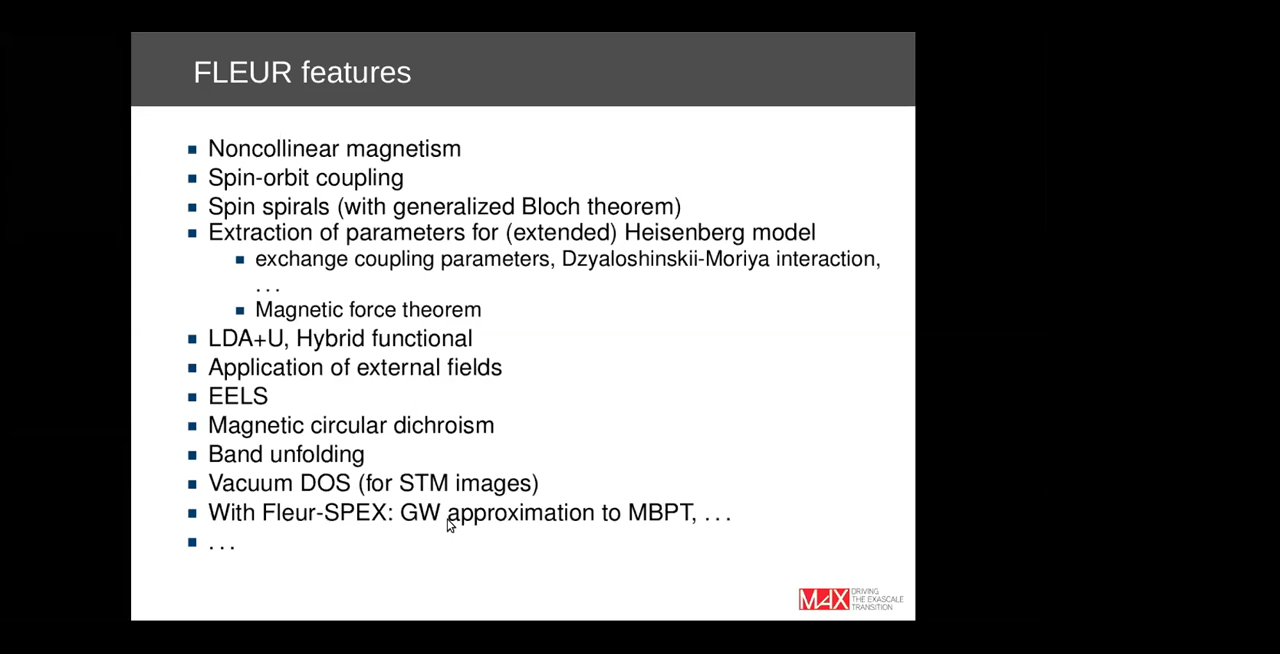 FLEUR features
Noncollinear magnetism
Spin-orbit coupling
Spin spirals (with generalized Bloch theorem)
Extraction of parameters for (extended) Heisenberg model
exchange coupling parameters, Dzyaloshinskii-Moriya interaction,
...
Magnetic force theorem
LDA+U, Hybrid functional
Application of external fields
EELS
Magnetic circular dichroism
Band unfolding
Vacuum DOS (for STM images)
With Fleur-SPEX: GW approximation to MBPT, ...
...
MAX
DRIVING
THE EXASCALE
TRANSITION